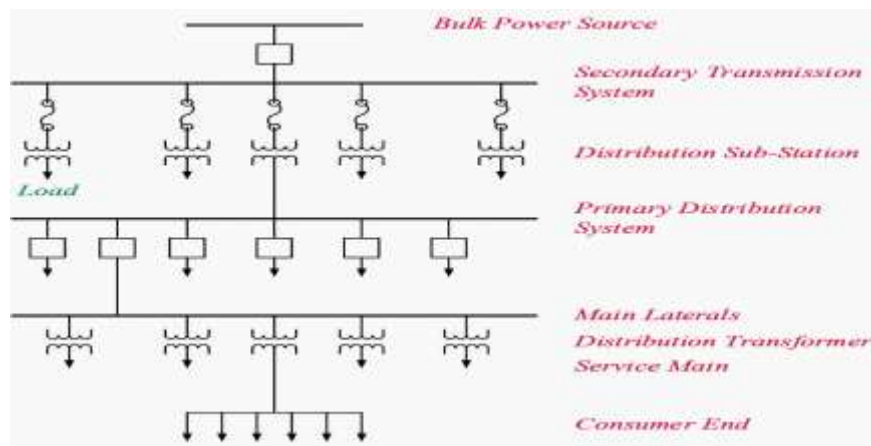 Bulk Power Source
Secondary Transmission
System
Distribution Sub-Station
Load
Primary Distribution
System
Main Laterals
Distribution Transformer
Service Main
Consumer End